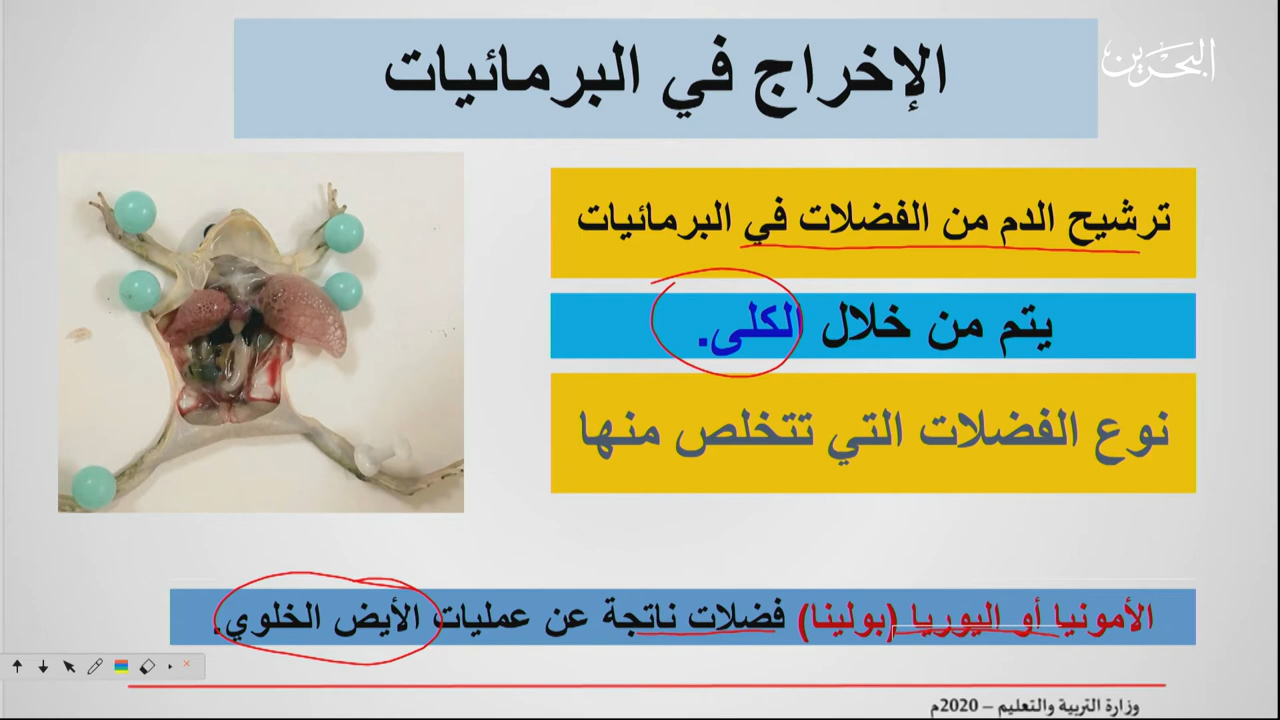 البحرين
الإخراج في البرمائيات
ترشيح الدم من الفضلات في البرمائيات
يتم من خلال الكلى.
نوع الفضلات التي تتخلص منها
الأمونيا أو اليوريا (بولينا) فضلات ناتجة عن عمليات الأيض الخلوي.
وزارة التربية والتعليم – 2020م